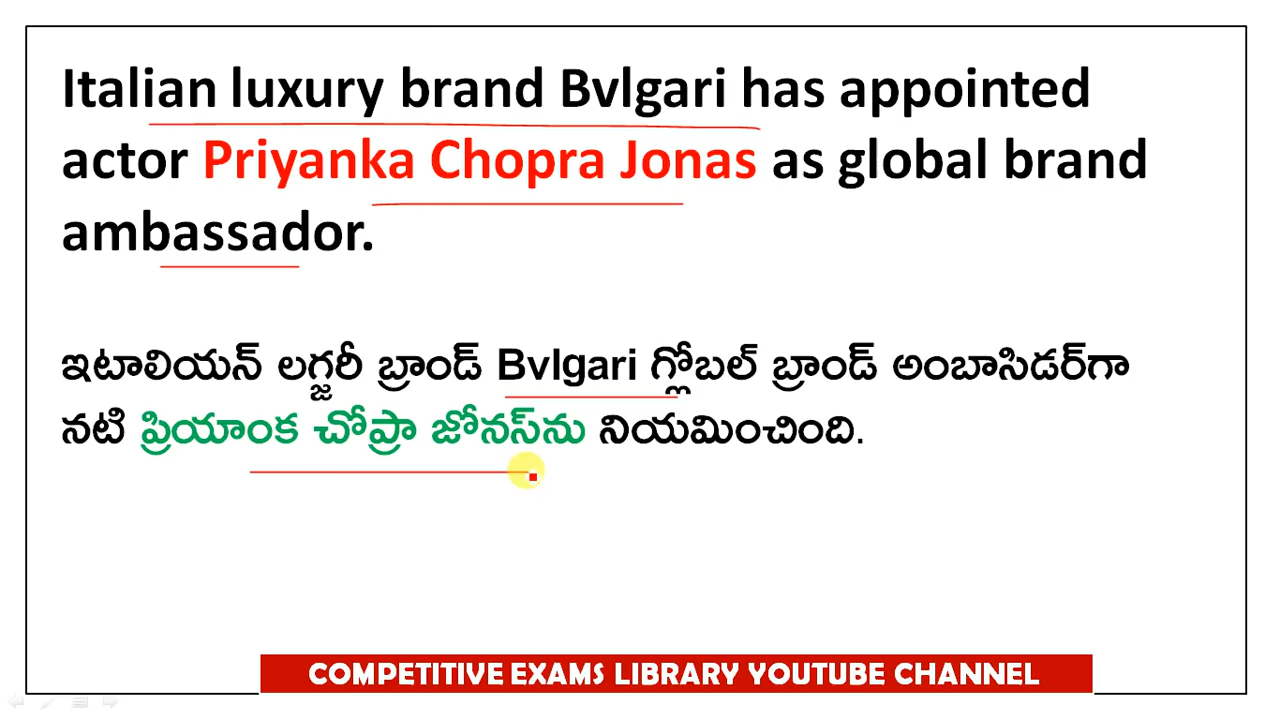 Italian luxury brand Bvlgari has appointed
actor Priyanka Chopra Jonas as global brand
ambassador.
ఇటాలియన్ లగ్జరీ బ్రాండ్ Bvlgari గ్లోబల్ బ్రాండ్ అంబాసిడర్‌గా
నటి ప్రియాంక చోప్రా జోనస్‌ను నియమించింది.
COMPETITIVE EXAMS LIBRARY YOUTUBE CHANNEL